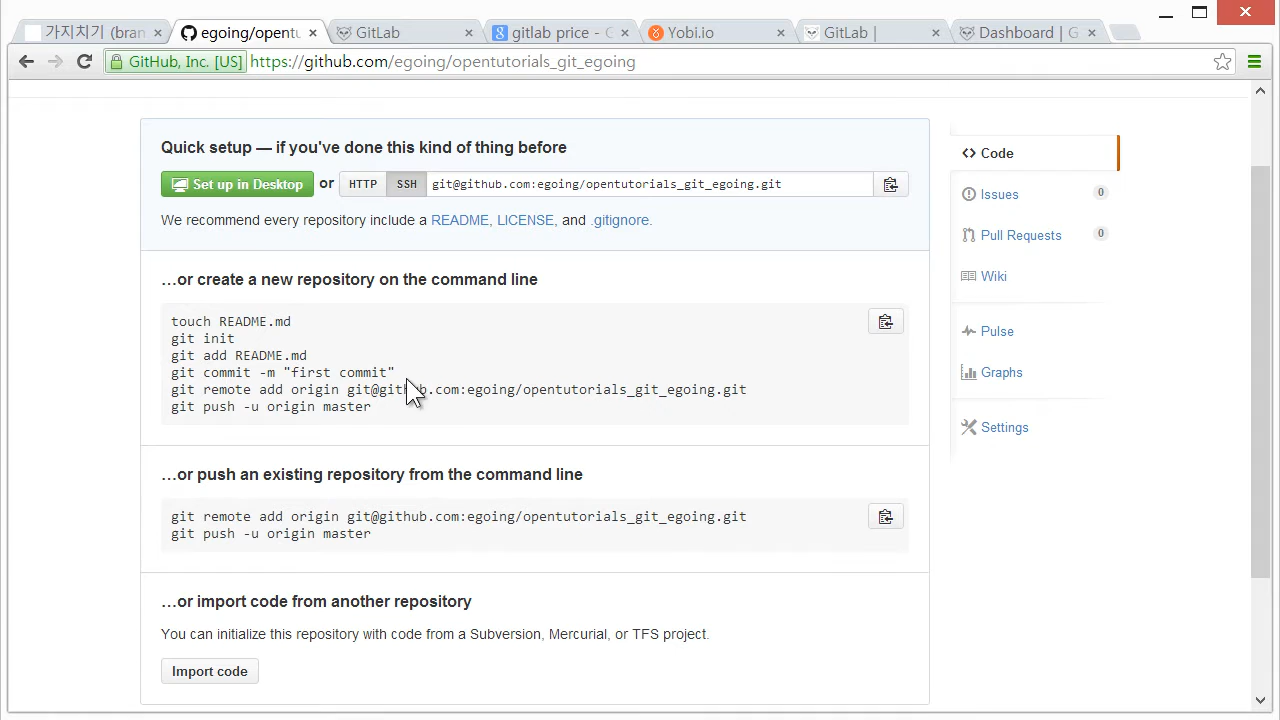 가지치기 (bran
egoing/opentu
GitLab
gitlab price - G
Yobi.io
GitLab |
Dashboard | G
GitHub, Inc. [US] https://github.com/egoing/opentutorials_git_egoing
Quick setup — if you've done this kind of thing before
Set up in Desktop or HTTP SSH git@github.com:egoing/opentutorials_git_egoing.git
We recommend every repository include a README, LICENSE, and .gitignore.
…or create a new repository on the command line
touch README.md
git init
git add README.md
git commit -m "first commit"
git remote add origin git@github.com:egoing/opentutorials_git_egoing.git
git push -u origin master
…or push an existing repository from the command line
git remote add origin git@github.com:egoing/opentutorials_git_egoing.git
git push -u origin master
…or import code from another repository
You can initialize this repository with code from a Subversion, Mercurial, or TFS project.
Import code
Code
Issues 0
Pull Requests 0
Wiki
Pulse
Graphs
Settings